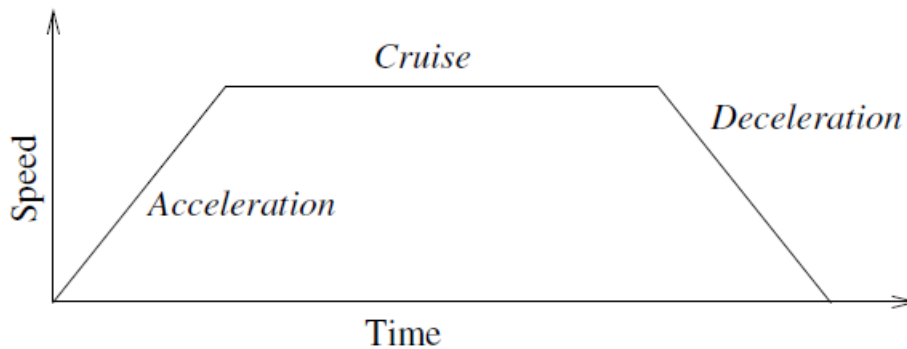 Cruise
Deceleration
Speed
Acceleration
Time